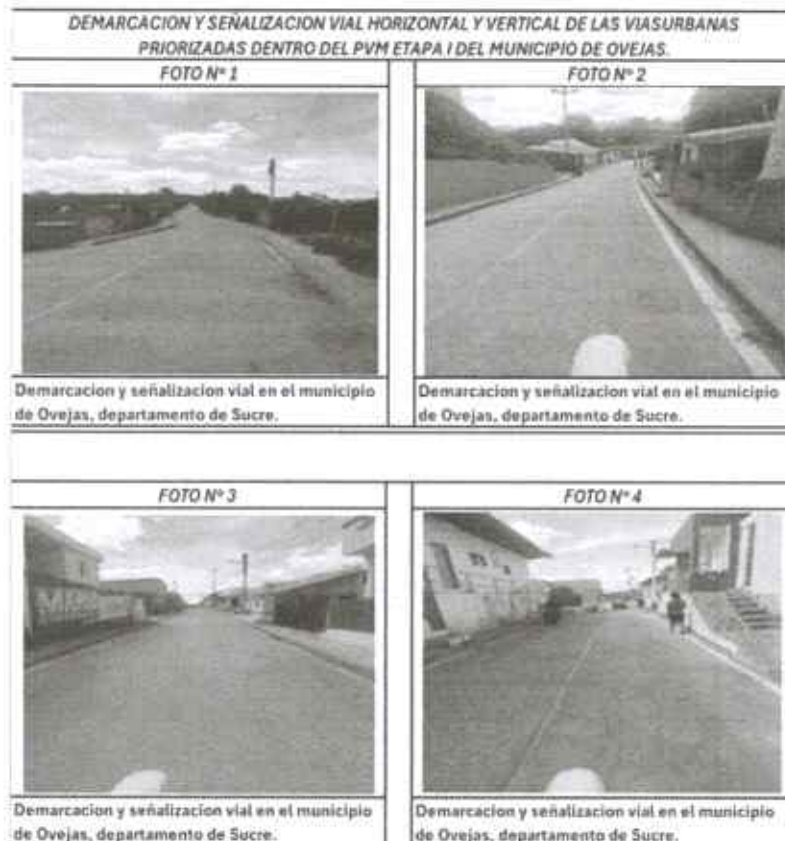 DEMARCACION Y SEÑALIZACION VIAL HORIZONTAL Y VERTICAL DE LAS VIASURBANAS
PRIORIZADAS DENTRO DEL PVM ETAPA I DEL MUNICIPIO DE OVEJAS.
FOTO Nº 1
FOTO Nº 2
Demarcacion y señalizacion vial en el municipio
de Ovejas, departamento de Sucre.
Demarcacion y señalizacion vial en el municipio
de Ovejas, departamento de Sucre.
FOTO Nº 3
FOTO Nº 4
Demarcacion y señalizacion vial en el municipio
de Ovejas, departamento de Sucre.
Demarcacion y señalizacion vial en el municipio
de Ovejas, departamento de Sucre.